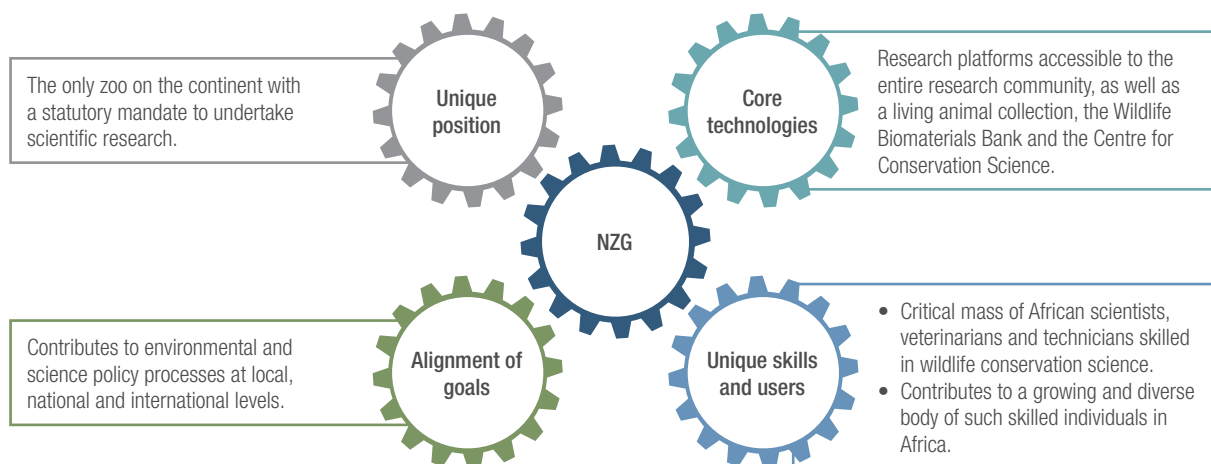 The only zoo on the continent with
a statutory mandate to undertake
scientific research.
Unique
position
Core
technologies
Research platforms accessible to the
entire research community, as well as
a living animal collection, the Wildlife
Biomaterials Bank and the Centre for
Conservation Science.
NZG
Contributes to environmental and
science policy processes at local,
national and international levels.
Alignment of
goals
Unique skills
and users
• Critical mass of African scientists,
veterinarians and technicians skilled
in wildlife conservation science.
• Contributes to a growing and diverse
body of such skilled individuals in
Africa.